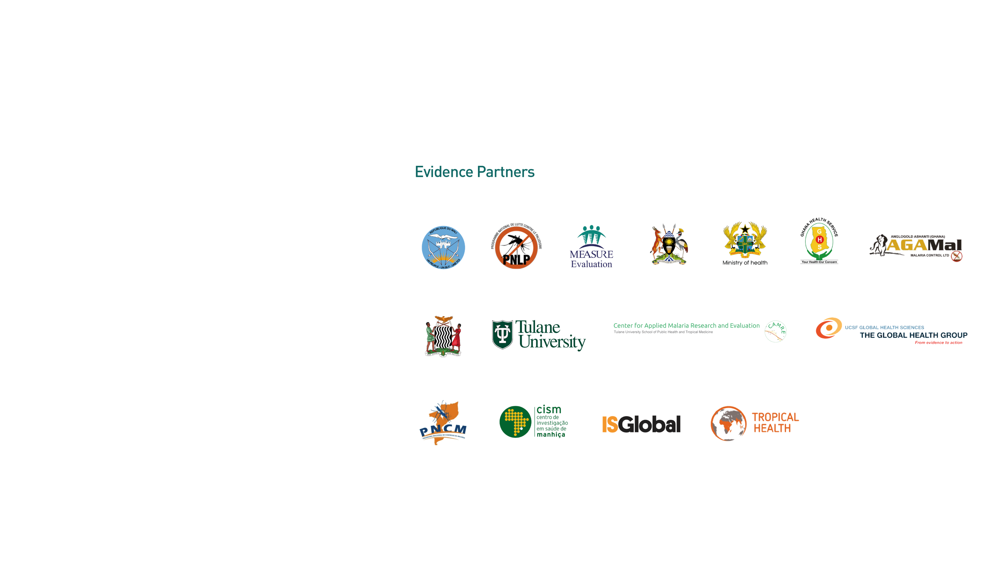 Evidence Partners
REPUBLIQUE DU MALI
UN PEUPLE - UN BUT - UNE FOI
PROGRAMME NATIONAL DE LUTTE CONTRE LE PALUDISME
PNLP
MEASURE
Evaluation
FOR GOD AND MY COUNTRY
FREEDOM AND JUSTICE
Ministry of health
GHANA HEALTH SERVICE
G
H
S
Your Health Our Concern
ANGLOGOLD ASHANTI (GHANA)
AGAMal
MALARIA CONTROL LTD
ONE ZAMBIA ONE NATION
Tulane
University
Center for Applied Malaria Research and Evaluation
Tulane University School of Public Health and Tropical Medicine
CAMRE
UCSF GLOBAL HEALTH SCIENCES
THE GLOBAL HEALTH GROUP
From evidence to action
PNCM
PROGRAMA NACIONAL DE CONTROLE DA MALÁRIA
cism
centro de
investigação
em saúde de
manhiça
ISGlobal
TROPICAL
HEALTH